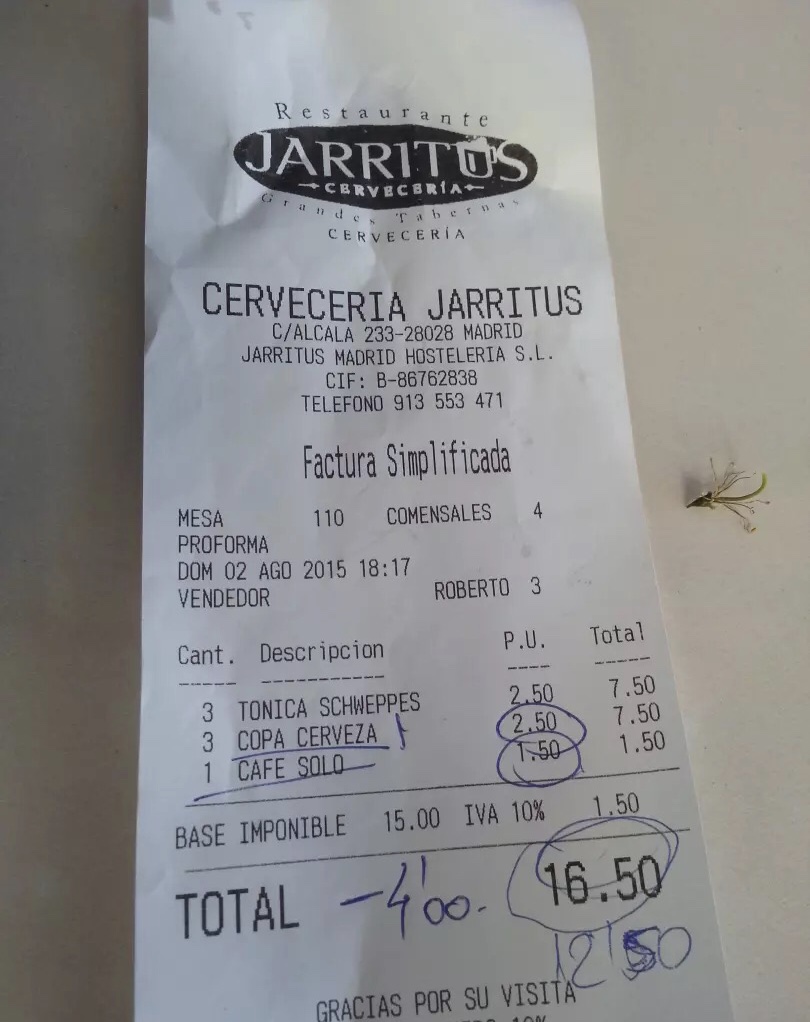 Restaurante
JARRITUS
CERVECERÍA
Grandes Tabernas
CERVECERÍA
CERVECERIA JARRITUS
C/ALCALA 233-28028 MADRID
JARRITUS MADRID HOSTELERIA S.L.
CIF: B-86762838
TELEFONO 913 553 471
Factura Simplificada
MESA 110 COMENSALES 4
PROFORMA
DOM 02 AGO 2015 18:17
VENDEDOR ROBERTO 3
Cant. Descripcion P.U. Total
3 TONICA SCHWEPPES 2.50 7.50
3 COPA CERVEZA 2.50 7.50
1 CAFE SOLO 1.50 1.50
BASE IMPONIBLE 15.00 IVA 10% 1.50
TOTAL -4'00.- 16.50
12'50
GRACIAS POR SU VISITA
10%